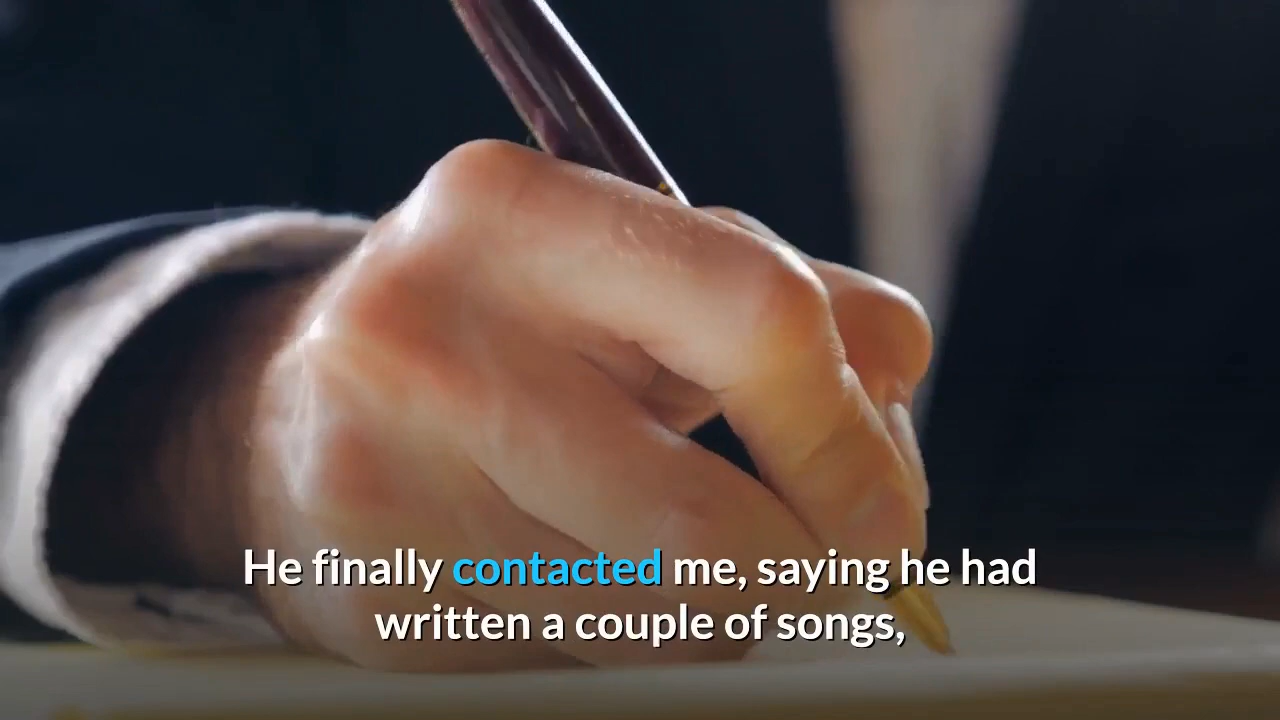 He finally contacted me, saying he had
written a couple of songs,